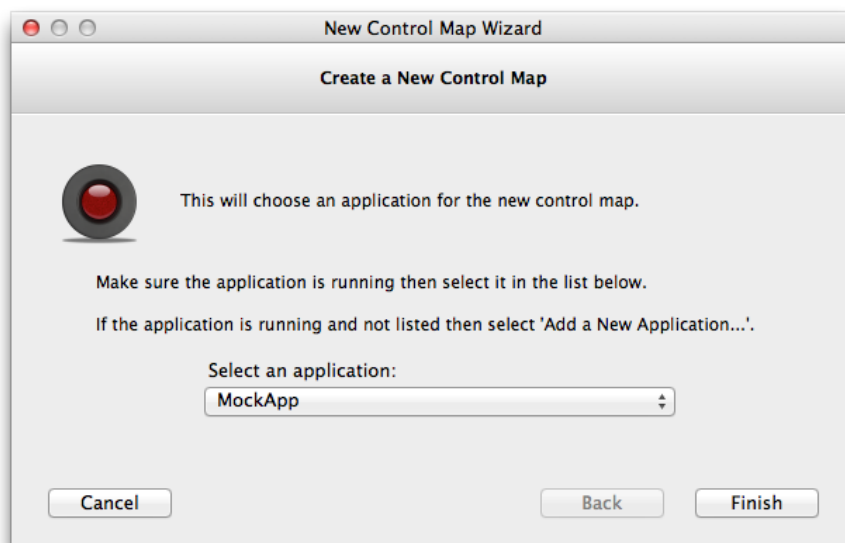 New Control Map Wizard
Create a New Control Map
This will choose an application for the new control map.
Make sure the application is running then select it in the list below.
If the application is running and not listed then select 'Add a New Application...'.
Select an application:
MockApp
Cancel
Back
Finish